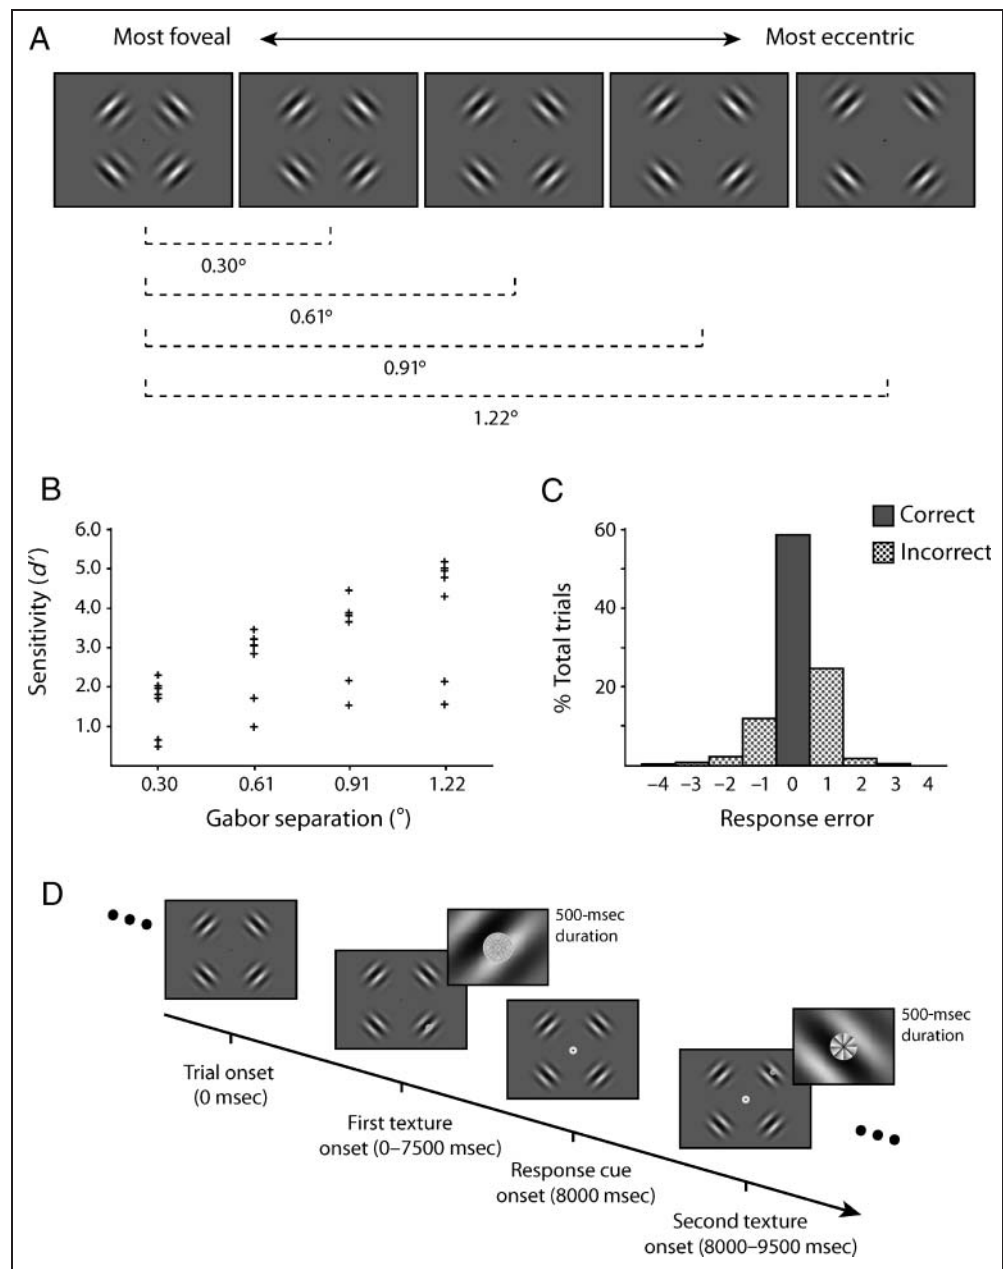 A
Most foveal
Most eccentric
0.30º
0.61º
0.91º
1.22º
B
Sensitivity (d′)
6.0
5.0
4.0
3.0
2.0
1.0
0.30 0.61 0.91 1.22
Gabor separation (°)
C
Correct
Incorrect
% Total trials
60
40
20
−4 −3 −2 −1 0 1 2 3 4
Response error
D
500-msec
duration
500-msec
duration
Trial onset
(0 msec)
First texture
onset (0–7500 msec)
Response cue
onset (8000 msec)
Second texture
onset (8000–9500 msec)